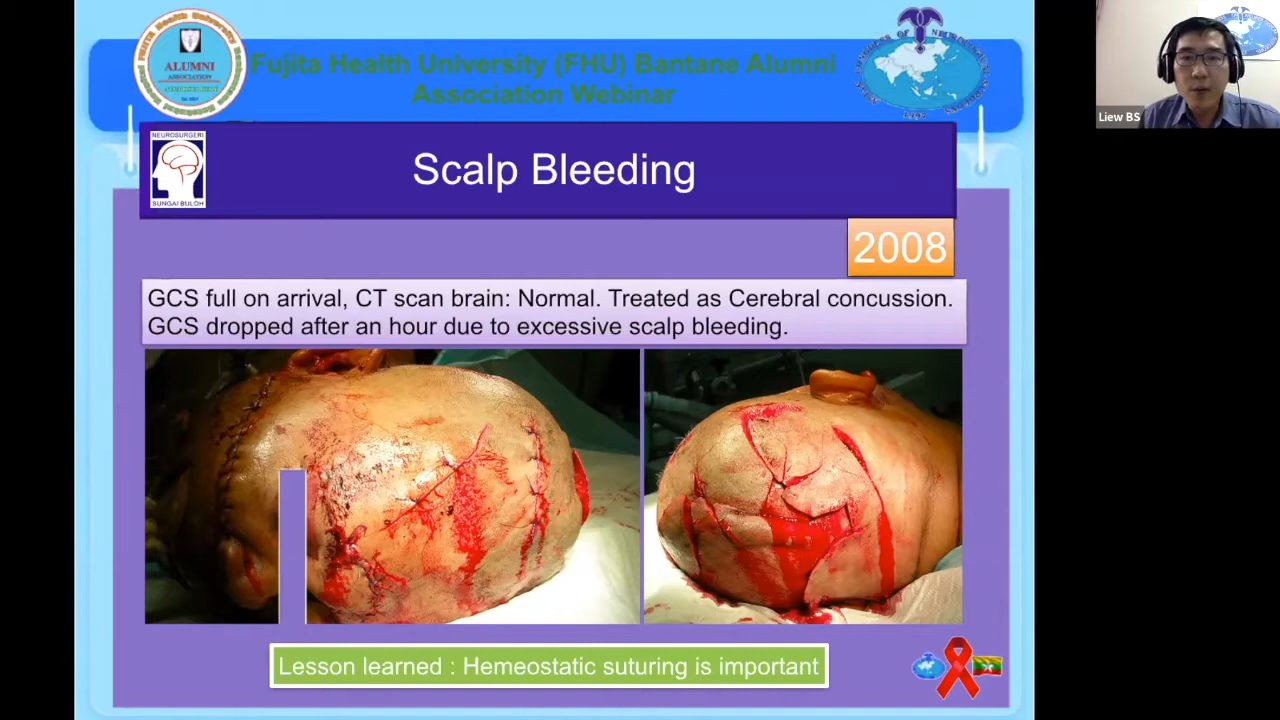 Fujita Health University (FHU) Bantane Alumni
Association Webinar
ALUMNI
ASSOCIATION
NEUROSURGERI
SUNGAI BULOH
Scalp Bleeding
2008
GCS full on arrival, CT scan brain: Normal. Treated as Cerebral concussion.
GCS dropped after an hour due to excessive scalp bleeding.
Lesson learned : Hemeostatic suturing is important
Liew BS